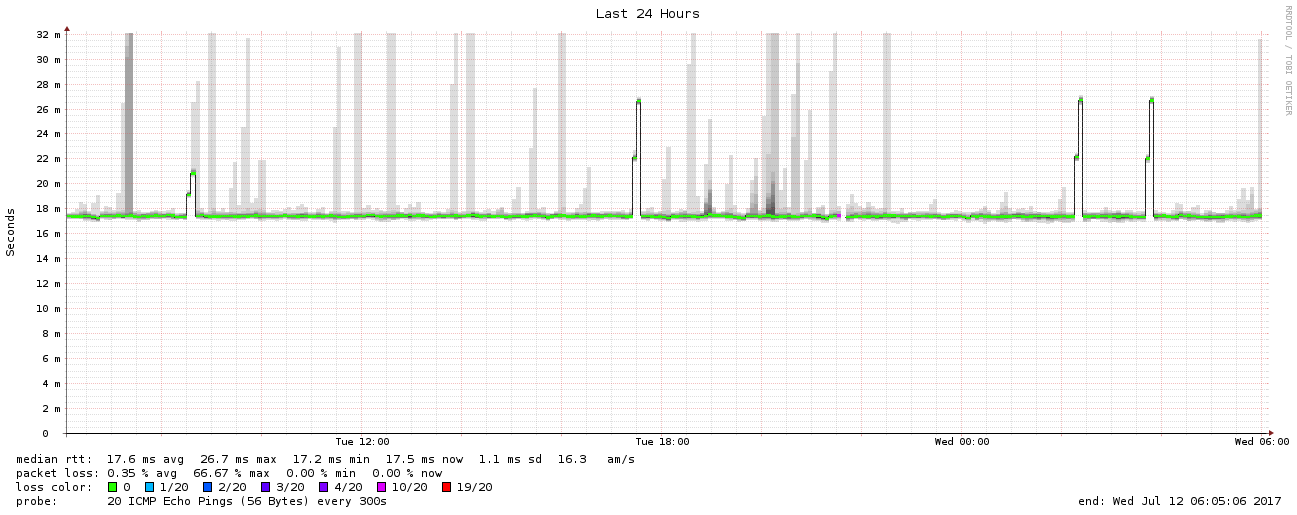 Last 24 Hours
RRDTOOL / TOBI OETIKER
Seconds
32 m
30 m
28 m
26 m
24 m
22 m
20 m
18 m
16 m
14 m
12 m
10 m
8 m
6 m
4 m
2 m
0
Tue 12:00 Tue 18:00 Wed 00:00 Wed 06:00
median rtt: 17.6 ms avg 26.7 ms max 17.2 ms min 17.5 ms now 1.1 ms sd 16.3 am/s
packet loss: 0.35 % avg 66.67 % max 0.00 % min 0.00 % now
loss color: 0 1/20 2/20 3/20 4/20 10/20 19/20
probe: 20 ICMP Echo Pings (56 Bytes) every 300s end: Wed Jul 12 06:05:06 2017